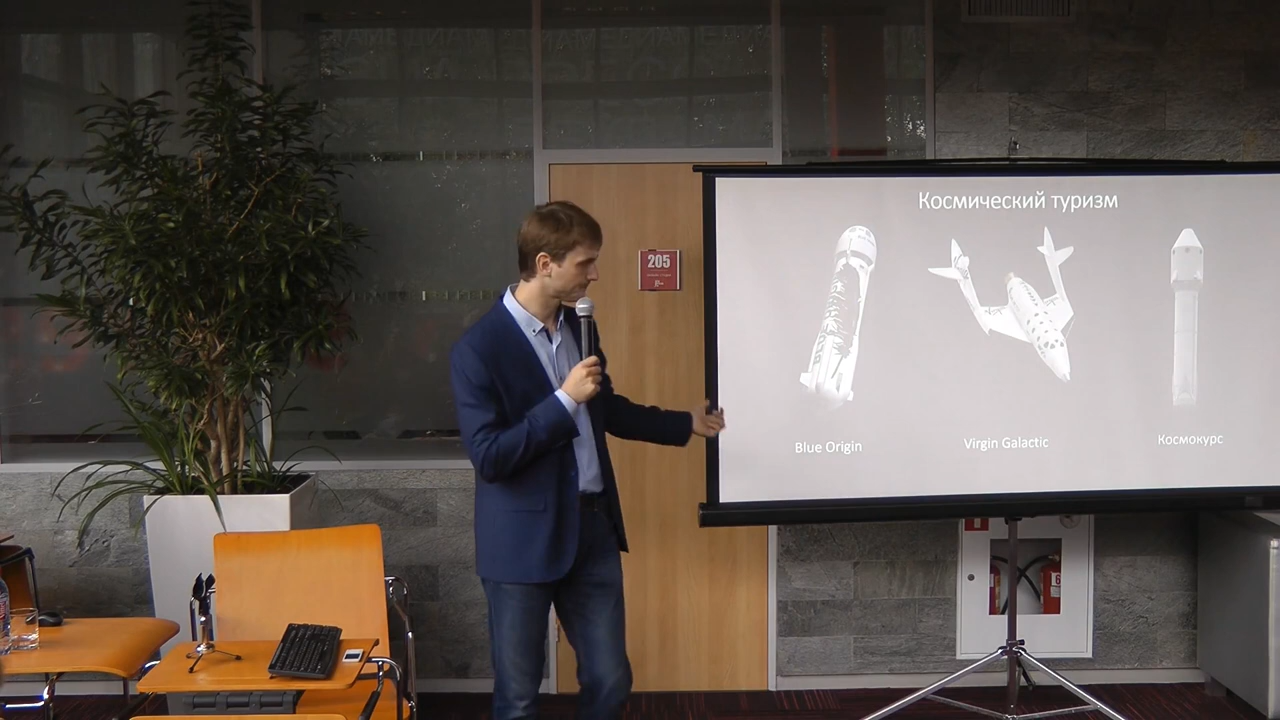 205
Космический туризм
Blue Origin
Virgin Galactic
Космокурс